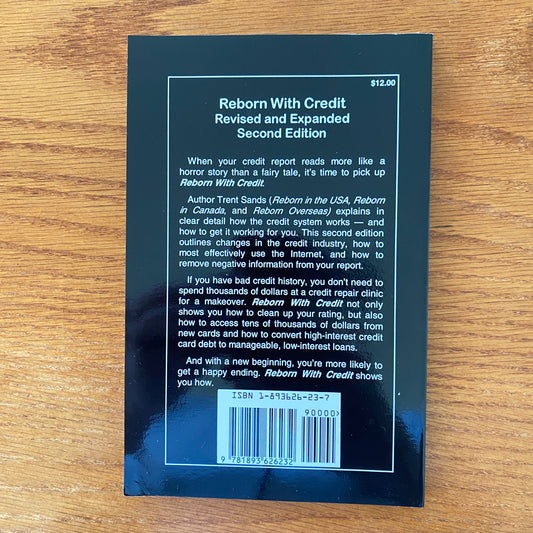 $12.00
Reborn With Credit
Revised and Expanded
Second Edition
When your credit report reads more like a
horror story than a fairy tale, it's time to pick up
Reborn With Credit.
Author Trent Sands (Reborn in the USA, Reborn
in Canada, and Reborn Overseas) explains in
clear detail how the credit system works — and
how to get it working for you. This second edition
outlines changes in the credit industry, how to
most effectively use the Internet, and how to
remove negative information from your report.
If you have bad credit history, you don't need to
spend thousands of dollars at a credit repair clinic
for a makeover. Reborn With Credit not only
shows you how to clean up your rating, but also
how to access tens of thousands of dollars from
new cards and how to convert high-interest credit
card debt to manageable, low-interest loans.
And with a new beginning, you're more likely to
get a happy ending. Reborn With Credit shows
you how.
ISBN 1-893626-23-7
90000>
9 781893 626232